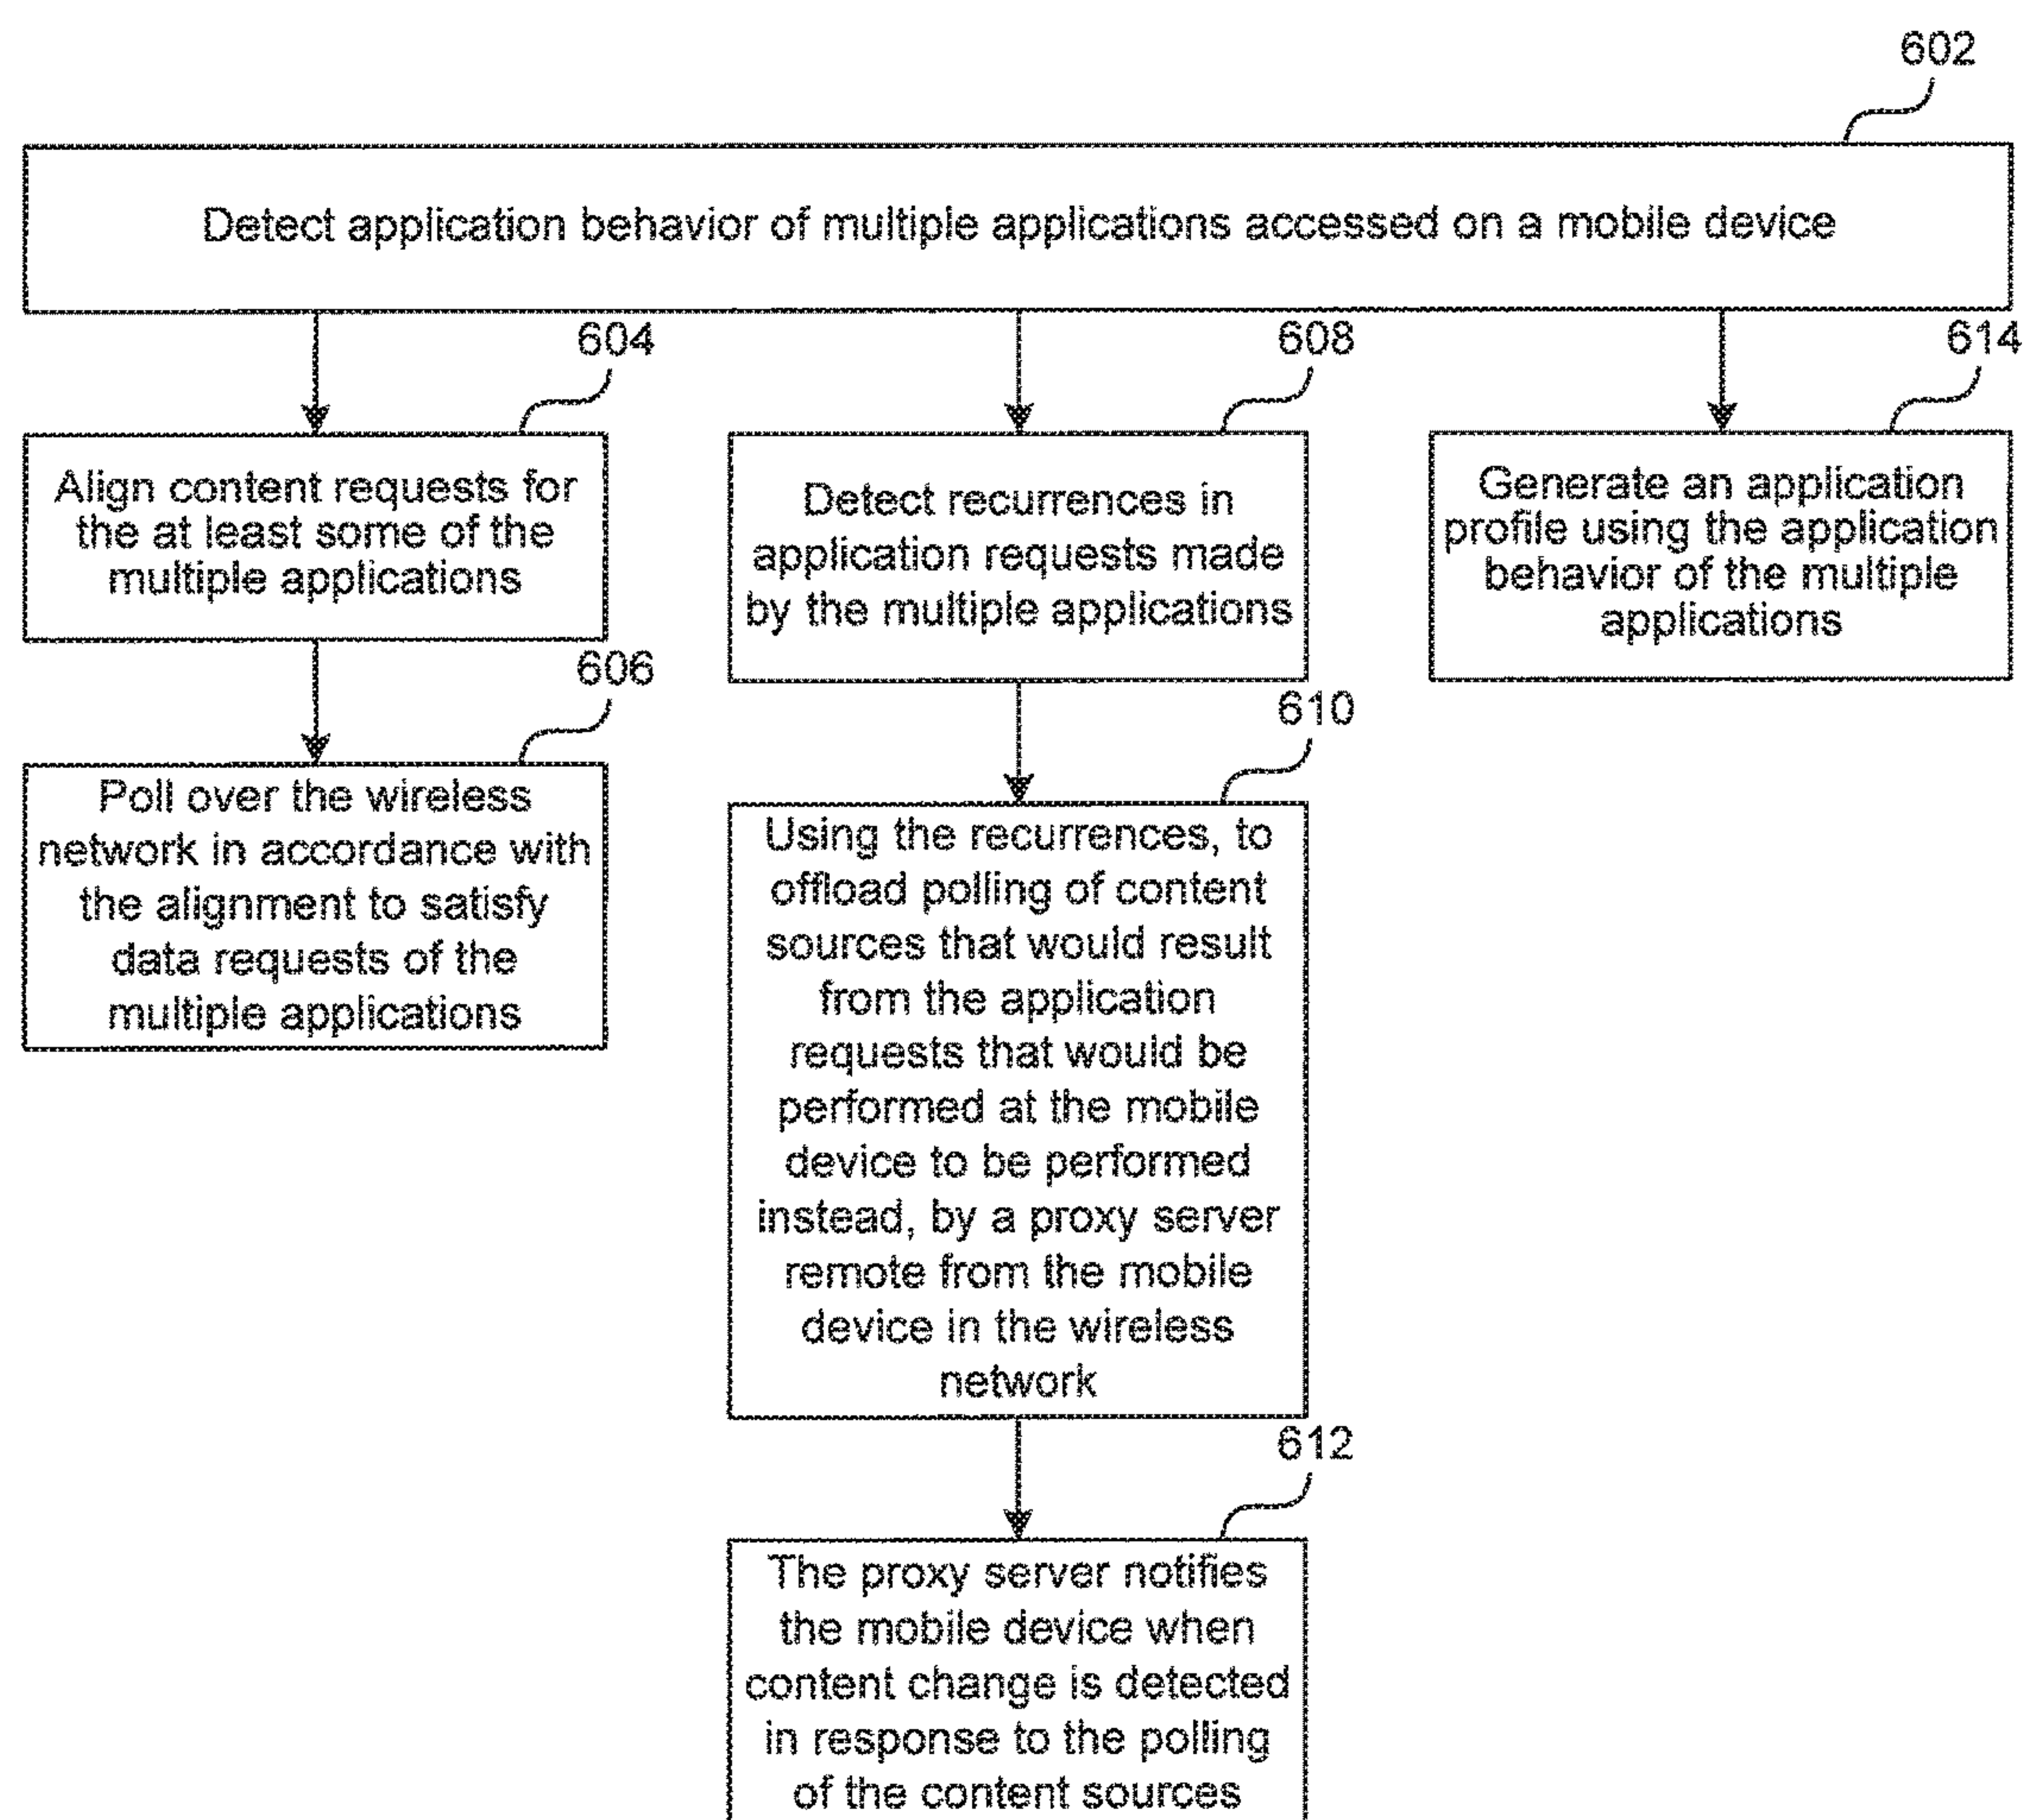 602
Detect application behavior of multiple applications accessed on a mobile device
604
Align content requests for
the at least some of the
multiple applications
606
Poll over the wireless
network in accordance with
the alignment to satisfy
data requests of the
multiple applications
608
Detect recurrences in
application requests made
by the multiple applications
610
Using the recurrences, to
offload polling of content
sources that would result
from the application
requests that would be
performed at the mobile
device to be performed
instead, by a proxy server
remote from the mobile
device in the wireless
network
612
The proxy server notifies
the mobile device when
content change is detected
in response to the polling
of the content sources
614
Generate an application
profile using the application
behavior of the multiple
applications